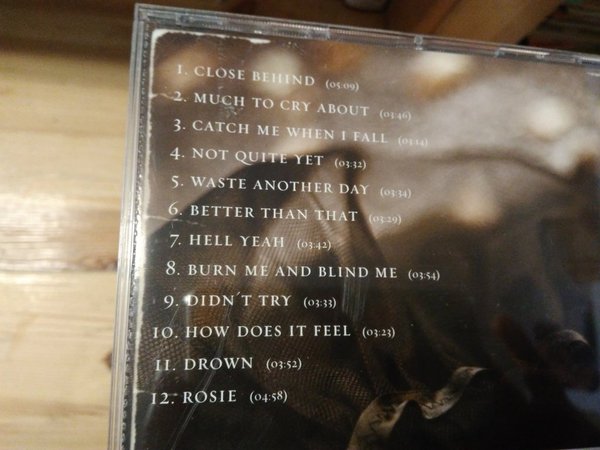 1. CLOSE BEHIND (05:09)
2. MUCH TO CRY ABOUT (03:46)
3. CATCH ME WHEN I FALL (03:14)
4. NOT QUITE YET (03:32)
5. WASTE ANOTHER DAY (03:34)
6. BETTER THAN THAT (03:29)
7. HELL YEAH (03:42)
8. BURN ME AND BLIND ME (03:54)
9. DIDN´T TRY (03:33)
10. HOW DOES IT FEEL (03:23)
11. DROWN (03:52)
12. ROSIE (04:58)